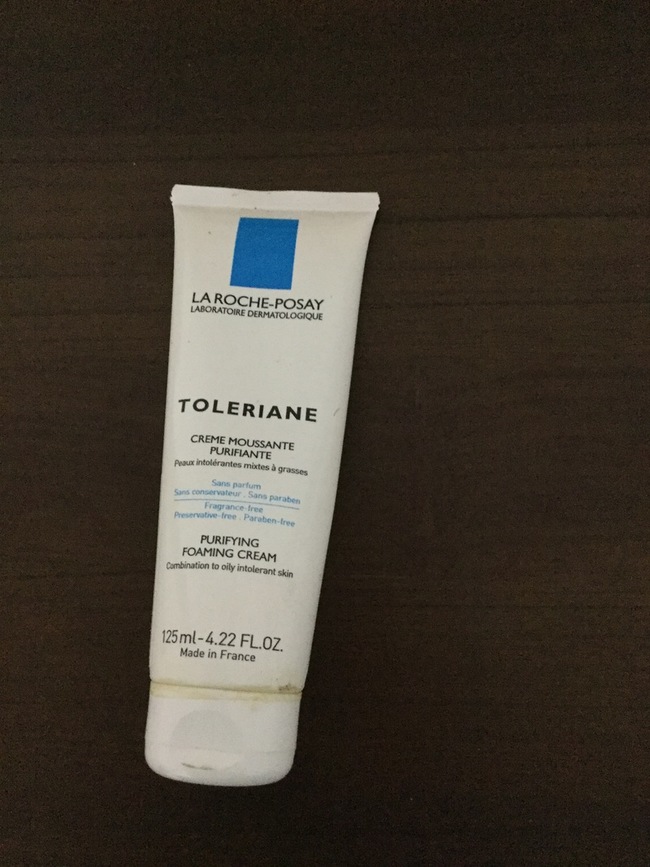 LA ROCHE-POSAY
LABORATOIRE DERMATOLOGIQUE
TOLERIANE
CREME MOUSSANTE
PURIFIANTE
Peaux intolérantes mixtes à grasses
Sans parfum
Sans conservateur . Sans paraben
Fragrance-free
Preservative-free . Paraben-free
PURIFYING
FOAMING CREAM
Combination to oily intolerant skin
125 ml - 4.22 FL.OZ.
Made in France